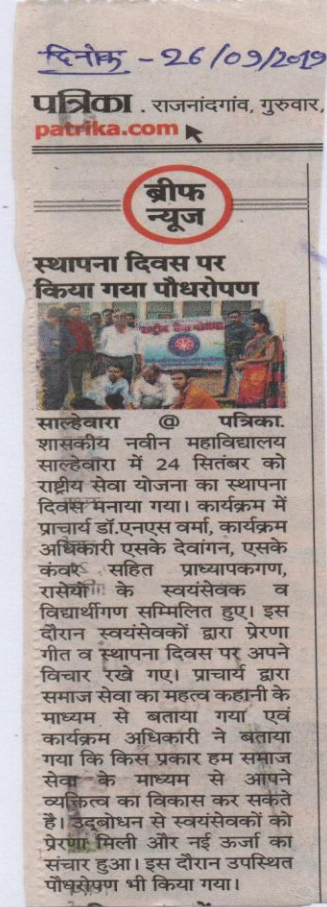 दिनांक - 26/09/2019
पत्रिका . राजनांदगांव, गुरुवार,
patrika.com
ब्रीफ
न्यूज
स्थापना दिवस पर
किया गया पौधरोपण
राष्ट्रीय सेवा योजना
साल्हेवारा @ पत्रिका.
शासकीय नवीन महाविद्यालय
साल्हेवारा में 24 सितंबर को
राष्ट्रीय सेवा योजना का स्थापना
दिवस मनाया गया। कार्यक्रम में
प्राचार्य डॉ.एनएस वर्मा, कार्यक्रम
अधिकारी एसके देवांगन, एसके
कंवर सहित प्राध्यापकगण,
रासेयो के स्वयंसेवक व
विद्यार्थीगण सम्मिलित हुए। इस
दौरान स्वयंसेवकों द्वारा प्रेरणा
गीत व स्थापना दिवस पर अपने
विचार रखे गए। प्राचार्य द्वारा
समाज सेवा का महत्व कहानी के
माध्यम से बताया गया एवं
कार्यक्रम अधिकारी ने बताया
गया कि किस प्रकार हम समाज
सेवा के माध्यम से आपने
व्यक्तित्व का विकास कर सकते
है। उद्बोधन से स्वयंसेवकों को
प्रेरणा मिली और नई ऊर्जा का
संचार हुआ। इस दौरान उपस्थित
पौधरोपण भी किया गया।